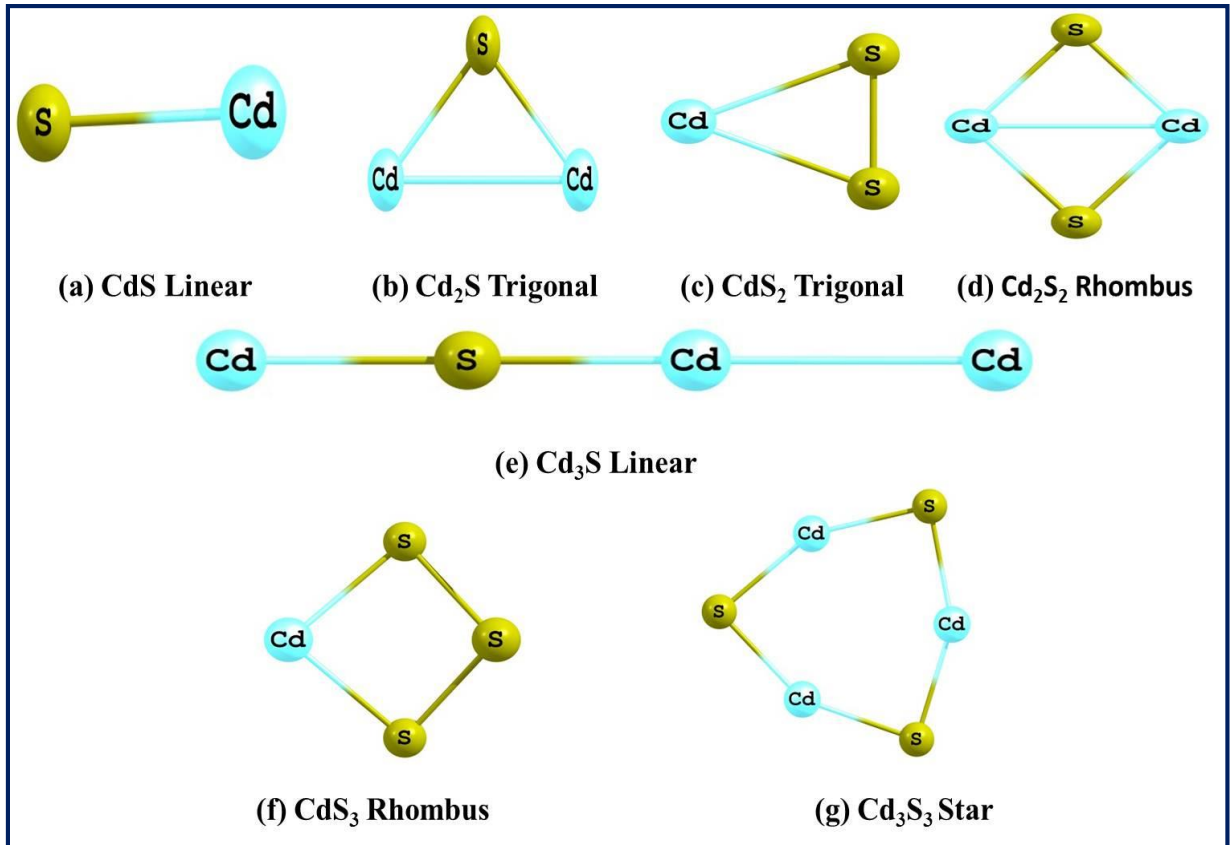 S
Cd
S
Cd
Cd
Cd
S
S
S
Cd
Cd
S
(a) CdS Linear
(b) Cd₂S Trigonal
(c) CdS₂ Trigonal
(d) Cd₂S₂ Rhombus
Cd
S
Cd
Cd
(e) Cd₃S Linear
S
Cd
S
S
S
Cd
S
Cd
Cd
S
(f) CdS₃ Rhombus
(g) Cd₃S₃ Star